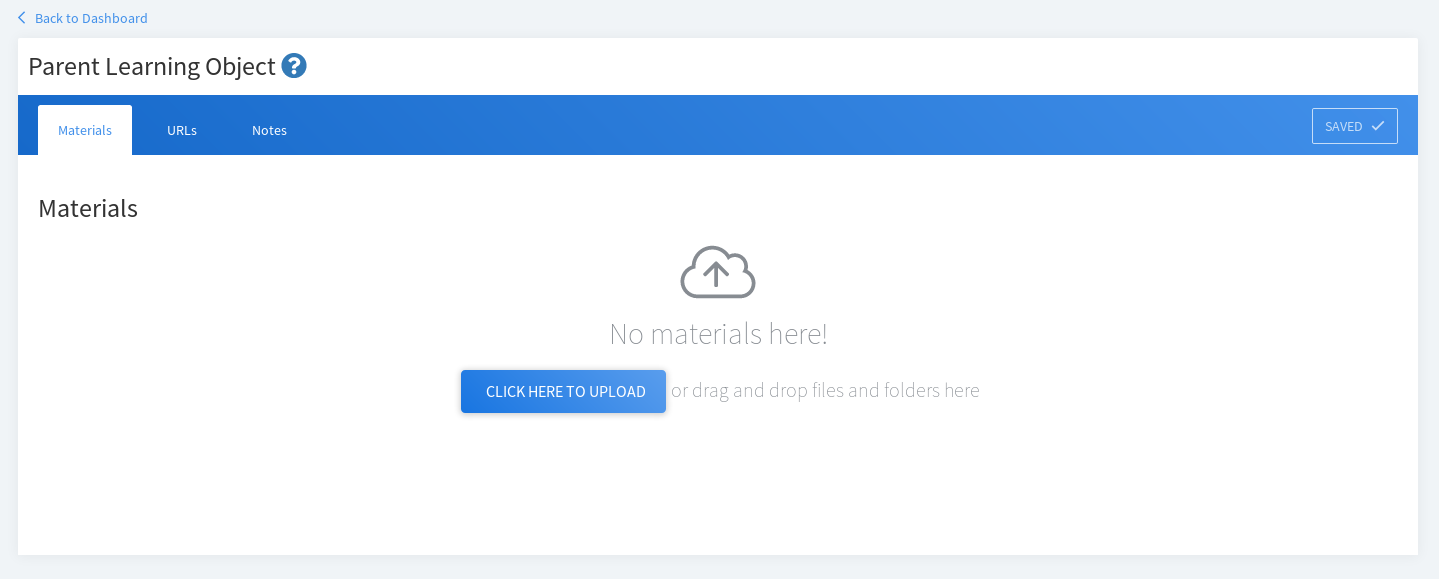 Back to Dashboard
Parent Learning Object ?
Materials
URLs
Notes
SAVED
Materials
No materials here!
CLICK HERE TO UPLOAD or drag and drop files and folders here